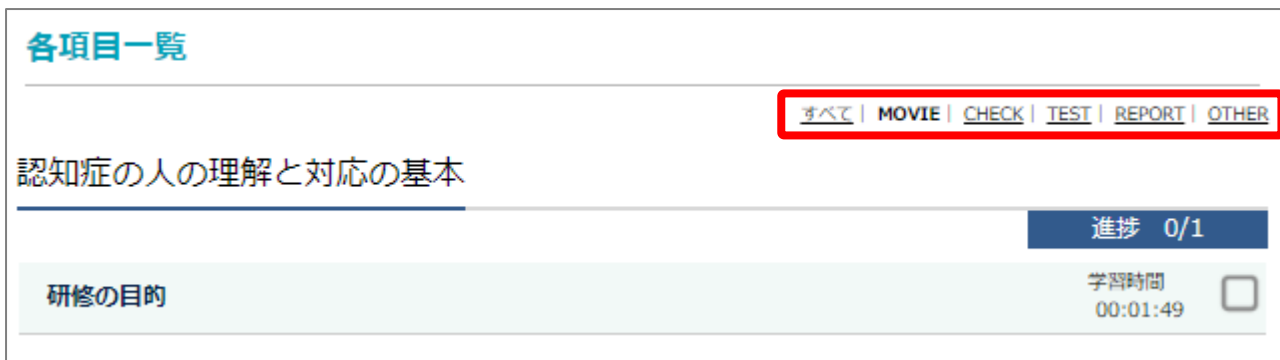 各項目一覧
すべて | MOVIE | CHECK | TEST | REPORT | OTHER
認知症の人の理解と対応の基本
進捗 0/1
研修の目的
学習時間
00:01:49